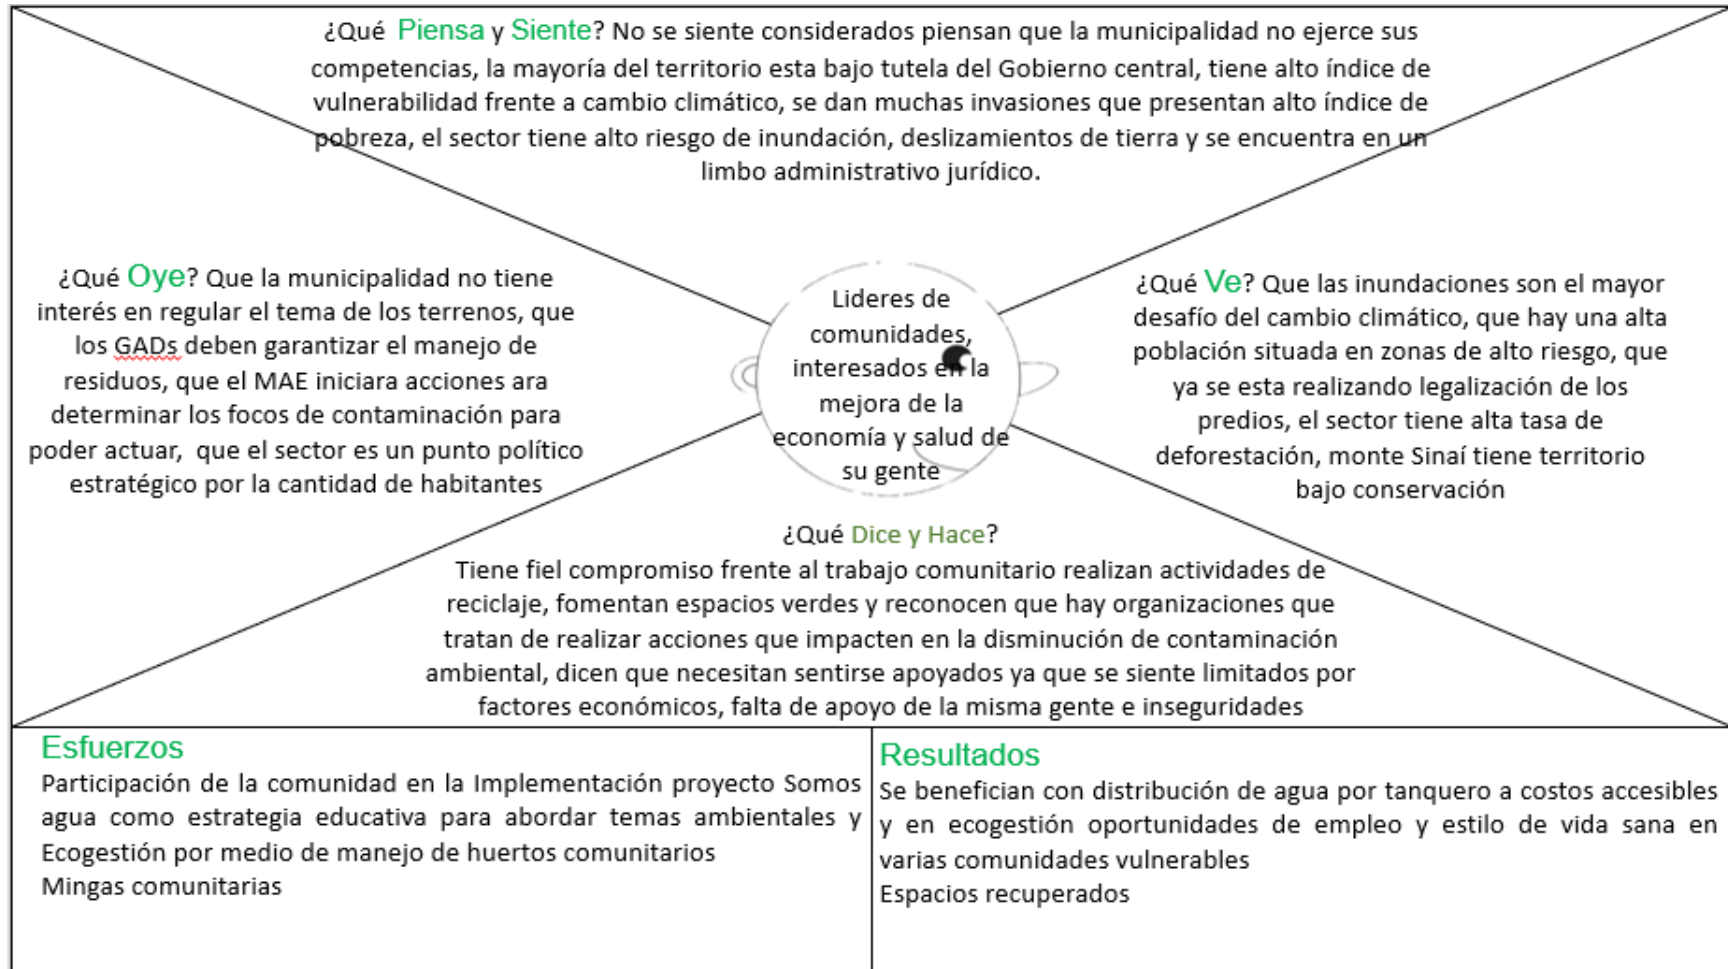 ¿Qué Piensa y Siente? No se siente considerados piensan que la municipalidad no ejerce sus
competencias, la mayoría del territorio esta bajo tutela del Gobierno central, tiene alto índice de
vulnerabilidad frente a cambio climático, se dan muchas invasiones que presentan alto índice de
pobreza, el sector tiene alto riesgo de inundación, deslizamientos de tierra y se encuentra en un
limbo administrativo jurídico.
¿Qué Oye? Que la municipalidad no tiene
interés en regular el tema de los terrenos, que
los GADs deben garantizar el manejo de
residuos, que el MAE iniciara acciones ara
determinar los focos de contaminación para
poder actuar, que el sector es un punto político
estratégico por la cantidad de habitantes
Lideres de
comunidades,
interesados en la
mejora de la
economía y salud de
su gente
¿Qué Ve? Que las inundaciones son el mayor
desafío del cambio climático, que hay una alta
población situada en zonas de alto riesgo, que
ya se esta realizando legalización de los
predios, el sector tiene alta tasa de
deforestación, monte Sinaí tiene territorio
bajo conservación
¿Qué Dice y Hace?
Tiene fiel compromiso frente al trabajo comunitario realizan actividades de
reciclaje, fomentan espacios verdes y reconocen que hay organizaciones que
tratan de realizar acciones que impacten en la disminución de contaminación
ambiental, dicen que necesitan sentirse apoyados ya que se siente limitados por
factores económicos, falta de apoyo de la misma gente e inseguridades
Esfuerzos
Participación de la comunidad en la Implementación proyecto Somos
agua como estrategia educativa para abordar temas ambientales y
Ecogestión por medio de manejo de huertos comunitarios
Mingas comunitarias
Resultados
Se benefician con distribución de agua por tanquero a costos accesibles
y en ecogestión oportunidades de empleo y estilo de vida sana en
varias comunidades vulnerables
Espacios recuperados